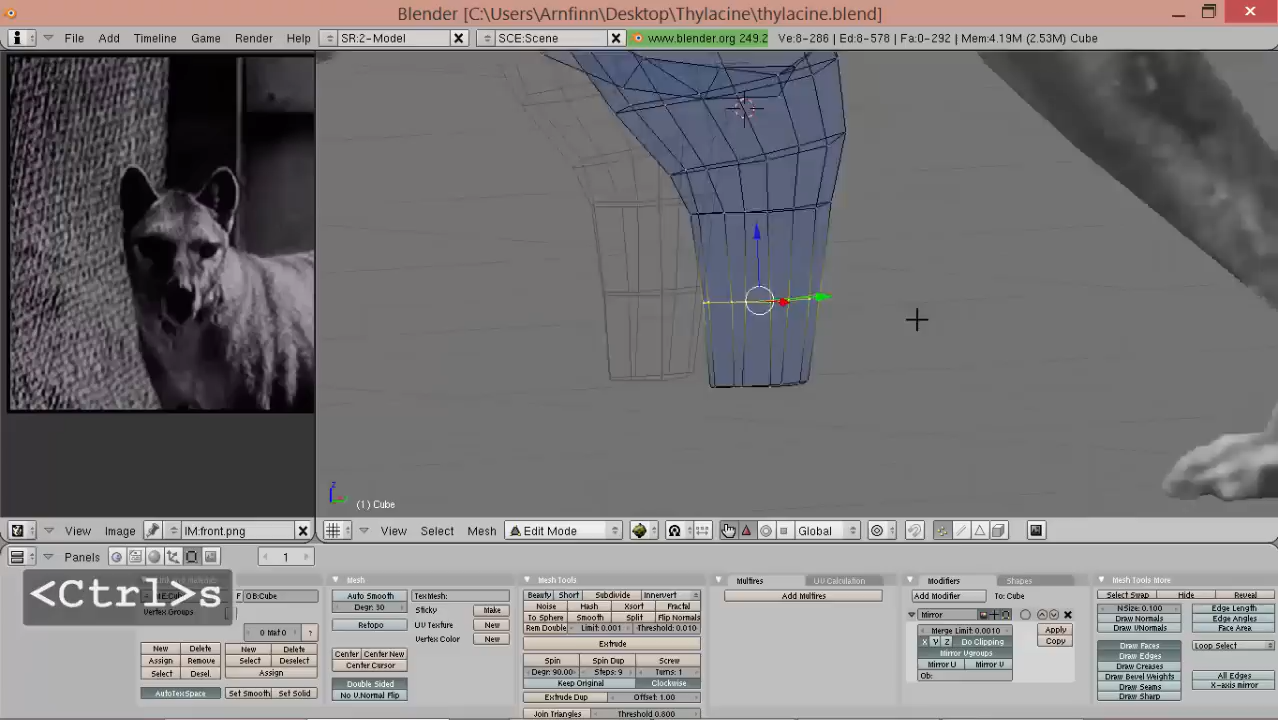 Blender [C:\Users\Arnfinn\Desktop\Thylacine\thylacine.blend]
File Add Timeline Game Render Help SR:2-Model SCE:Scene www.blender.org 249.2 Ve:8-286 | Ed:8-578 | Fa:0-292 | Mem:4.19M (2.53M) Cube
z
(1) Cube
View Image IM:front.png View Select Mesh Edit Mode Global
Panels 1
<Ctrl>s
Mesh Mesh Tools Multires UV Calculation Modifiers Shapes Mesh Tools More
ME:Cube F OB:Cube Auto Smooth TexMesh: Beauty Short Subdivide Innervert Add Multires Add Modifier To: Cube Select Swap Hide Reveal
Vertex Groups Degr: 30 Sticky Make Noise Hash Xsort Fractal Mirror NSize: 0.100 Edge Length
Retopo UV Texture New To Sphere Smooth Split Flip Normals Merge Limit: 0.0010 Apply Draw Normals Edge Angles
0 Mat 0 ? Vertex Color New Rem Double Limit: 0.001 Threshold: 0.010 X Y Z Do Clipping Copy Draw VNormals Face Area
New Delete New Delete Center Center New Extrude Mirror Vgroups Draw Faces Loop Select
Assign Remove Select Deselect Center Cursor Spin Spin Dup Screw Mirror U Mirror V Draw Edges
Select Desel. Assign Degr: 90.00 Steps: 9 Turns: 1 Ob: Draw Creases All Edges
AutoTexSpace Set Smooth Set Solid Double Sided Keep Original Clockwise Draw Bevel Weights X-axis mirror
No V.Normal Flip Extrude Dup Offset: 1.00 Draw Seams
Join Triangles Threshold 0.800 Draw Sharp